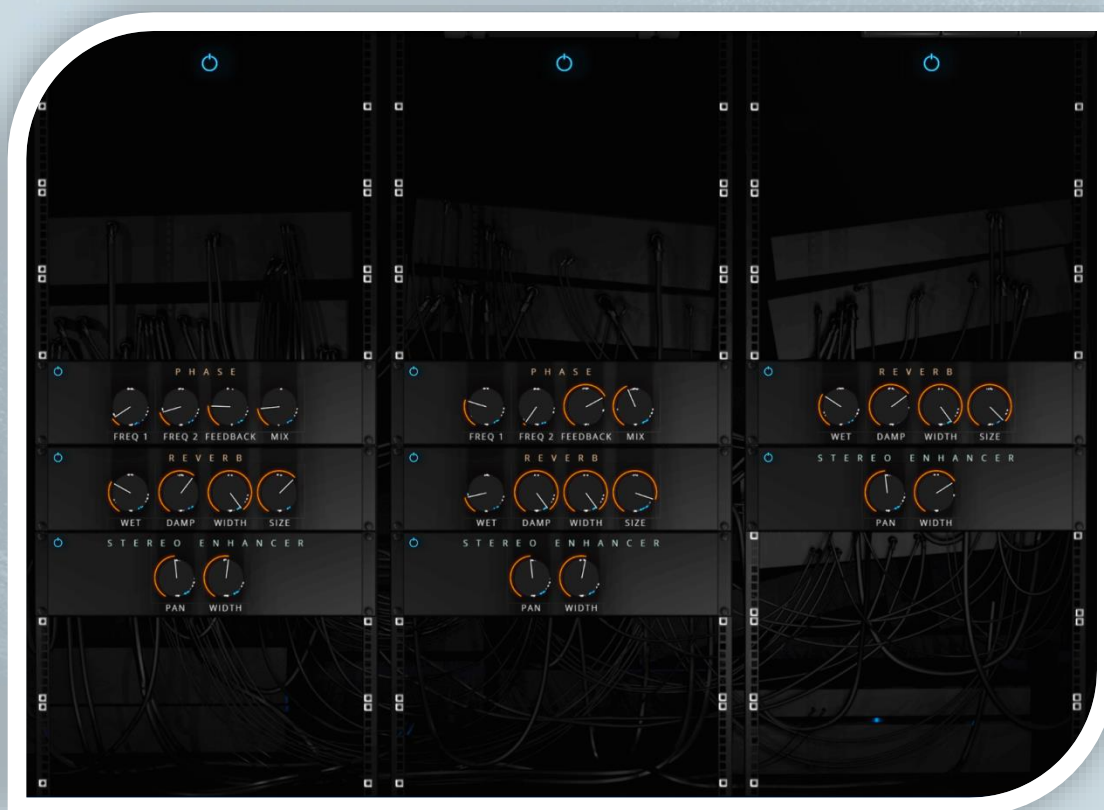 PHASE
FREQ 1 FREQ 2 FEEDBACK MIX
REVERB
WET DAMP WIDTH SIZE
STEREO ENHANCER
PAN WIDTH
PHASE
FREQ 1 FREQ 2 FEEDBACK MIX
REVERB
WET DAMP WIDTH SIZE
STEREO ENHANCER
PAN WIDTH
REVERB
WET DAMP WIDTH SIZE
STEREO ENHANCER
PAN WIDTH